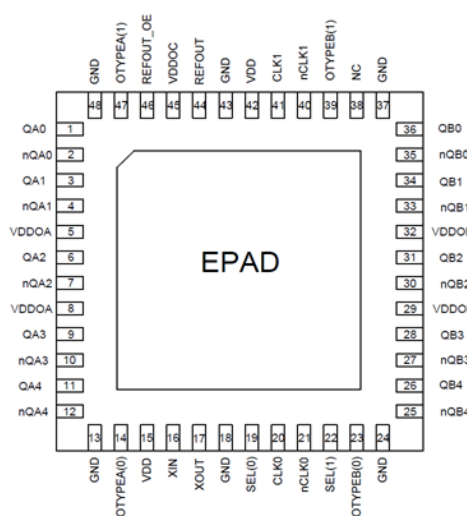 GND
OTYPEA(1)
REFOUT_OE
VDDOC
REFOUT
GND
VDD
CLK1
nCLK1
OTYPEB(1)
NC
GND
48 47 46 45 44 43 42 41 40 39 38 37
QA0 1 36 QB0
nQA0 2 35 nQB0
QA1 3 34 QB1
nQA1 4 33 nQB1
VDDOA 5 32
QA2 6 31 QB2
nQA2 7 30 nQB2
VDDOA 8 29
QA3 9 28 QB3
nQA3 10 27 nQB3
QA4 11 26 QB4
nQA4 12 25 nQB4
EPAD
13 14 15 16 17 18 19 20 21 22 23 24
GND
OTYPEA(0)
VDD
XIN
XOUT
GND
SEL(0)
CLK0
nCLK0
SEL(1)
OTYPEB(0)
GND